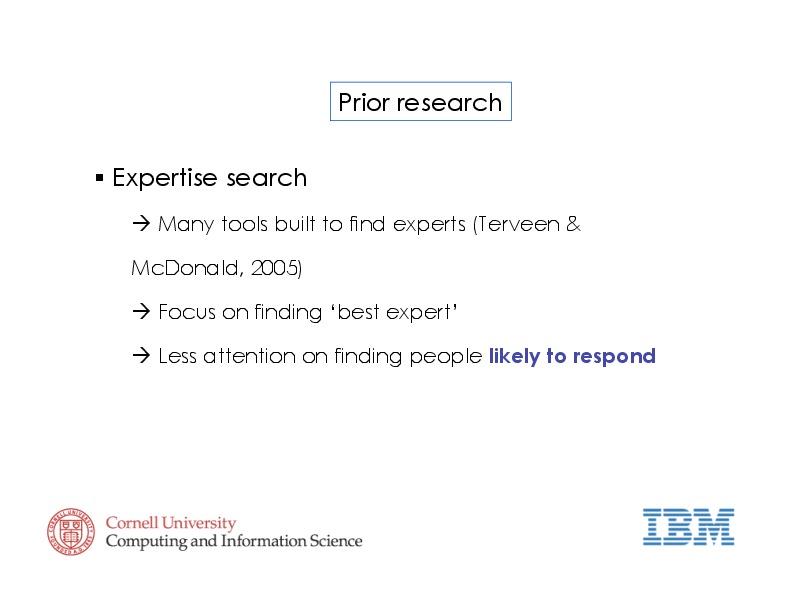 Prior research
▪ Expertise search
→ Many tools built to find experts (Terveen &
McDonald, 2005)
→ Focus on finding ‘best expert’
→ Less attention on finding people likely to respond
Cornell University
Computing and Information Science
IBM